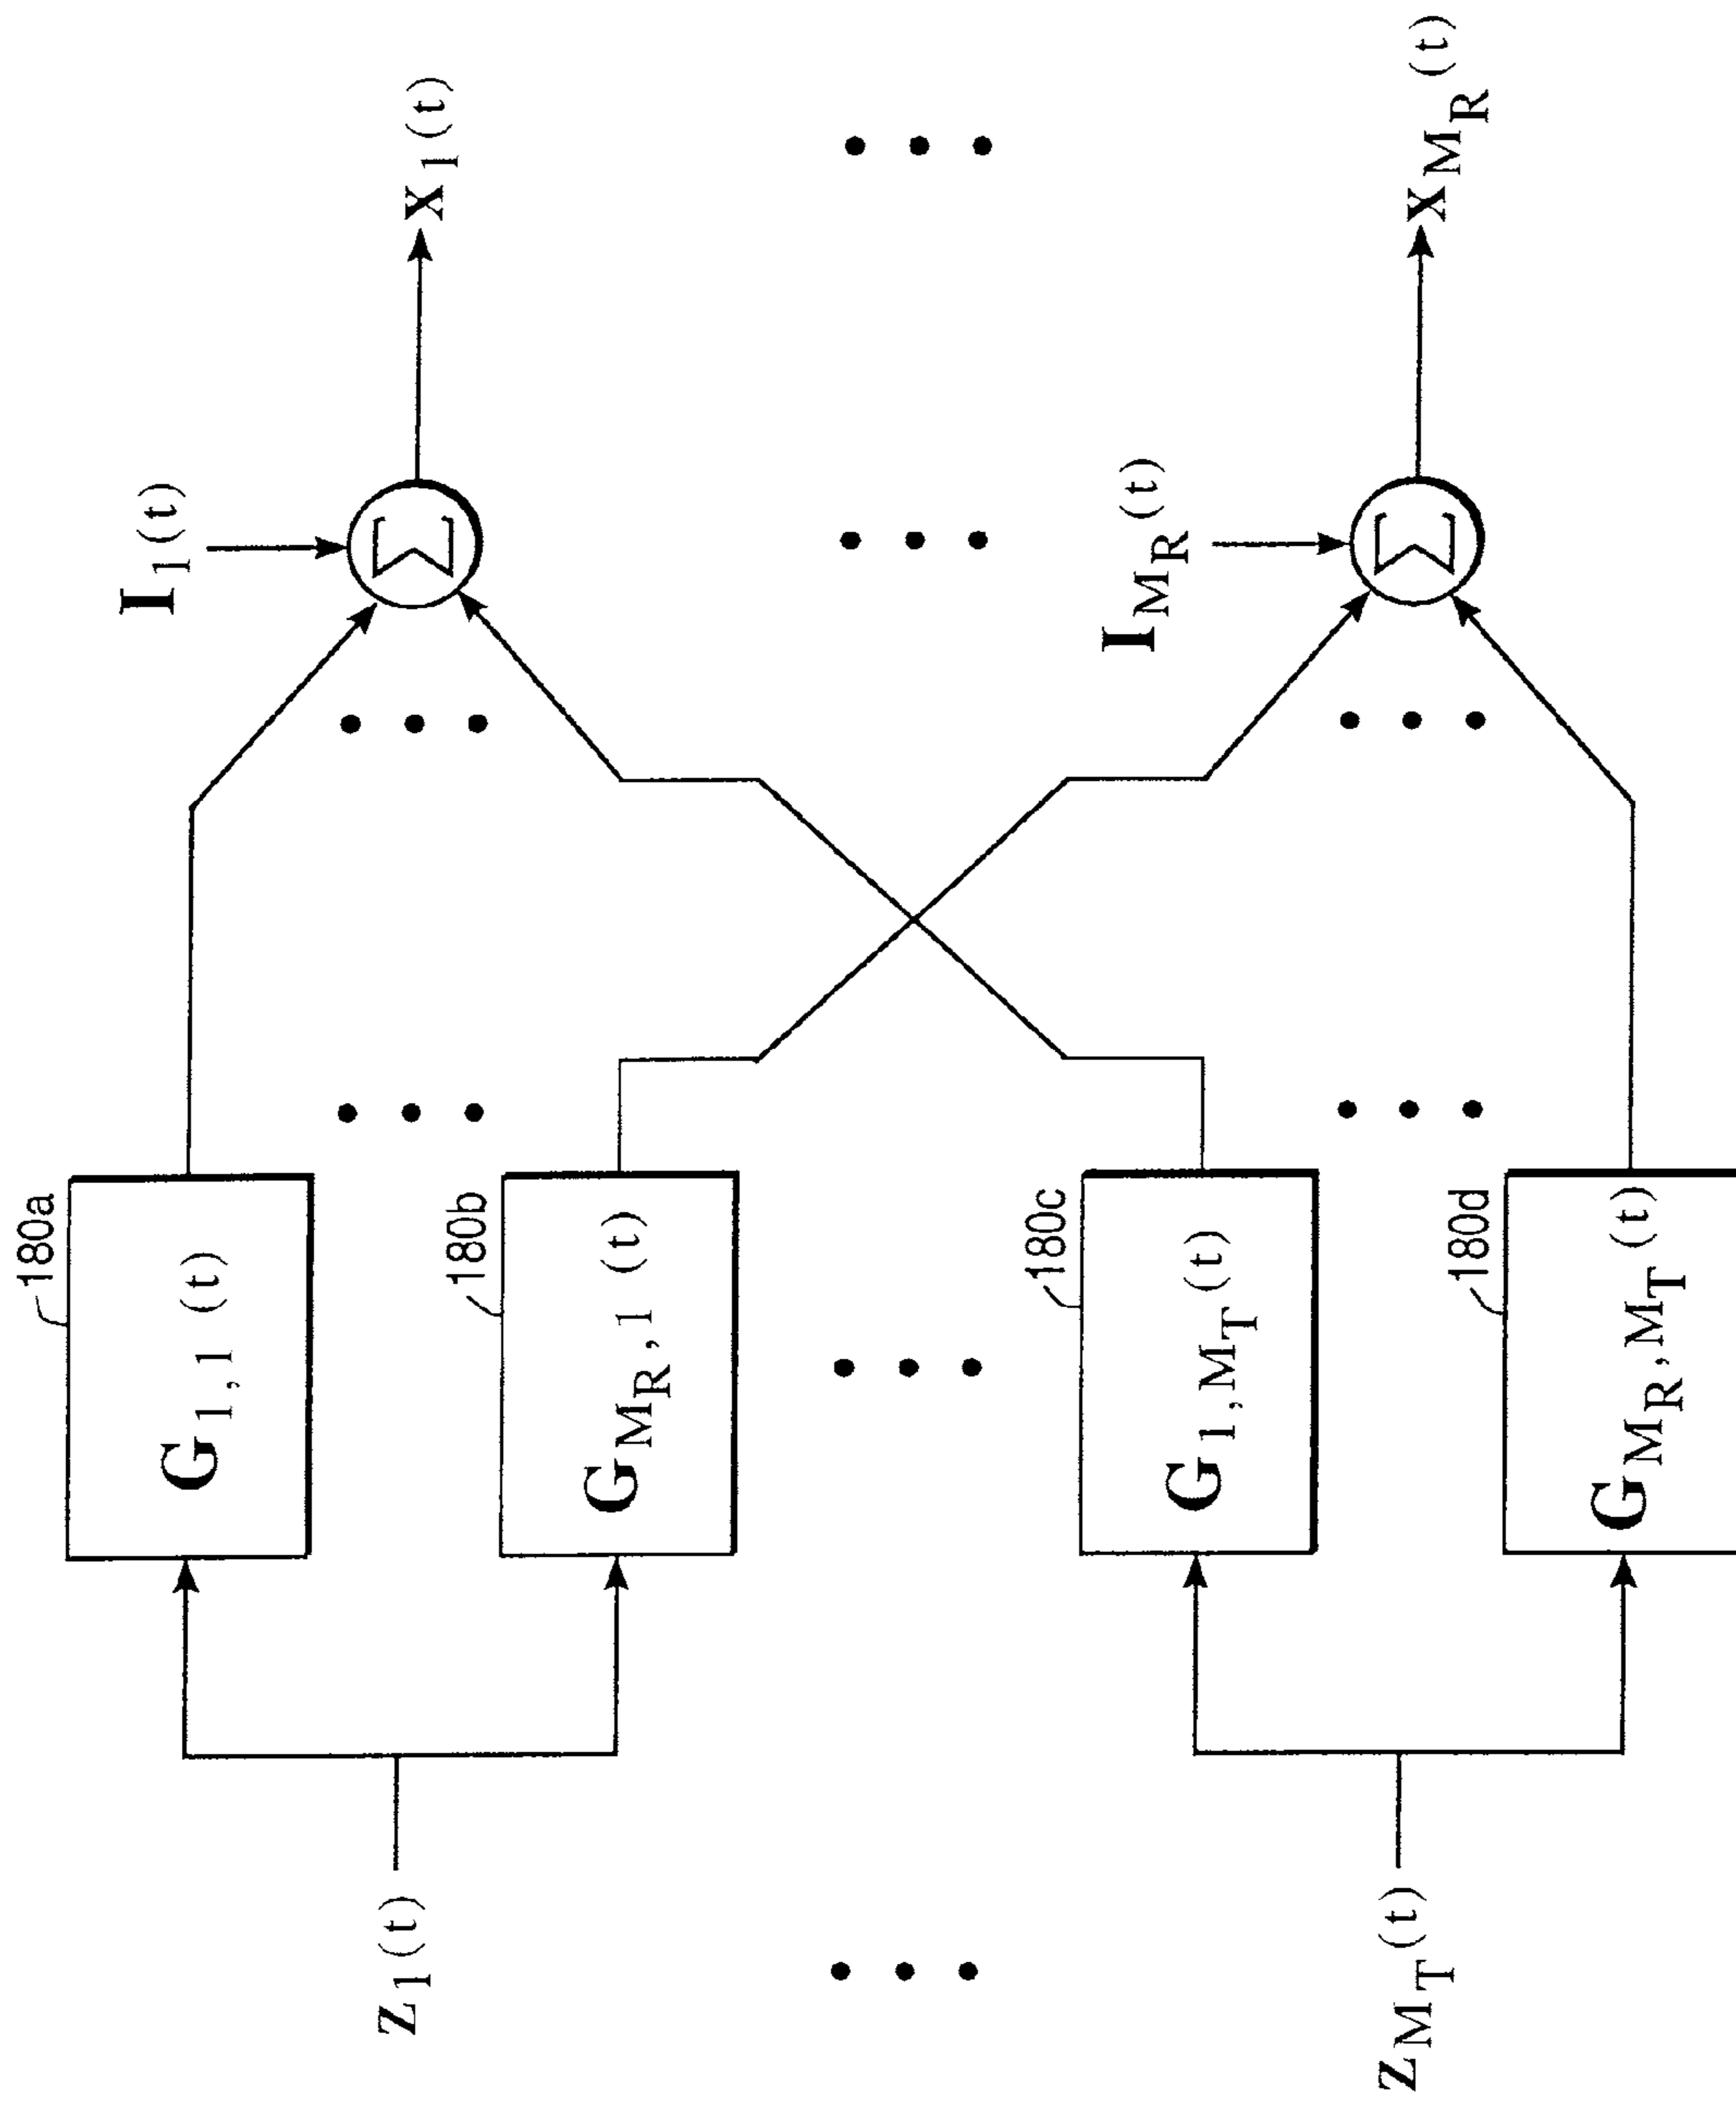 180a
G1,1(t)
I1(t)
z1(t)
x1(t)
180b
GMR,1(t)
180c
G1,MT(t)
IMR(t)
zMT(t)
xMR(t)
180d
GMR,MT(t)
Σ
Σ